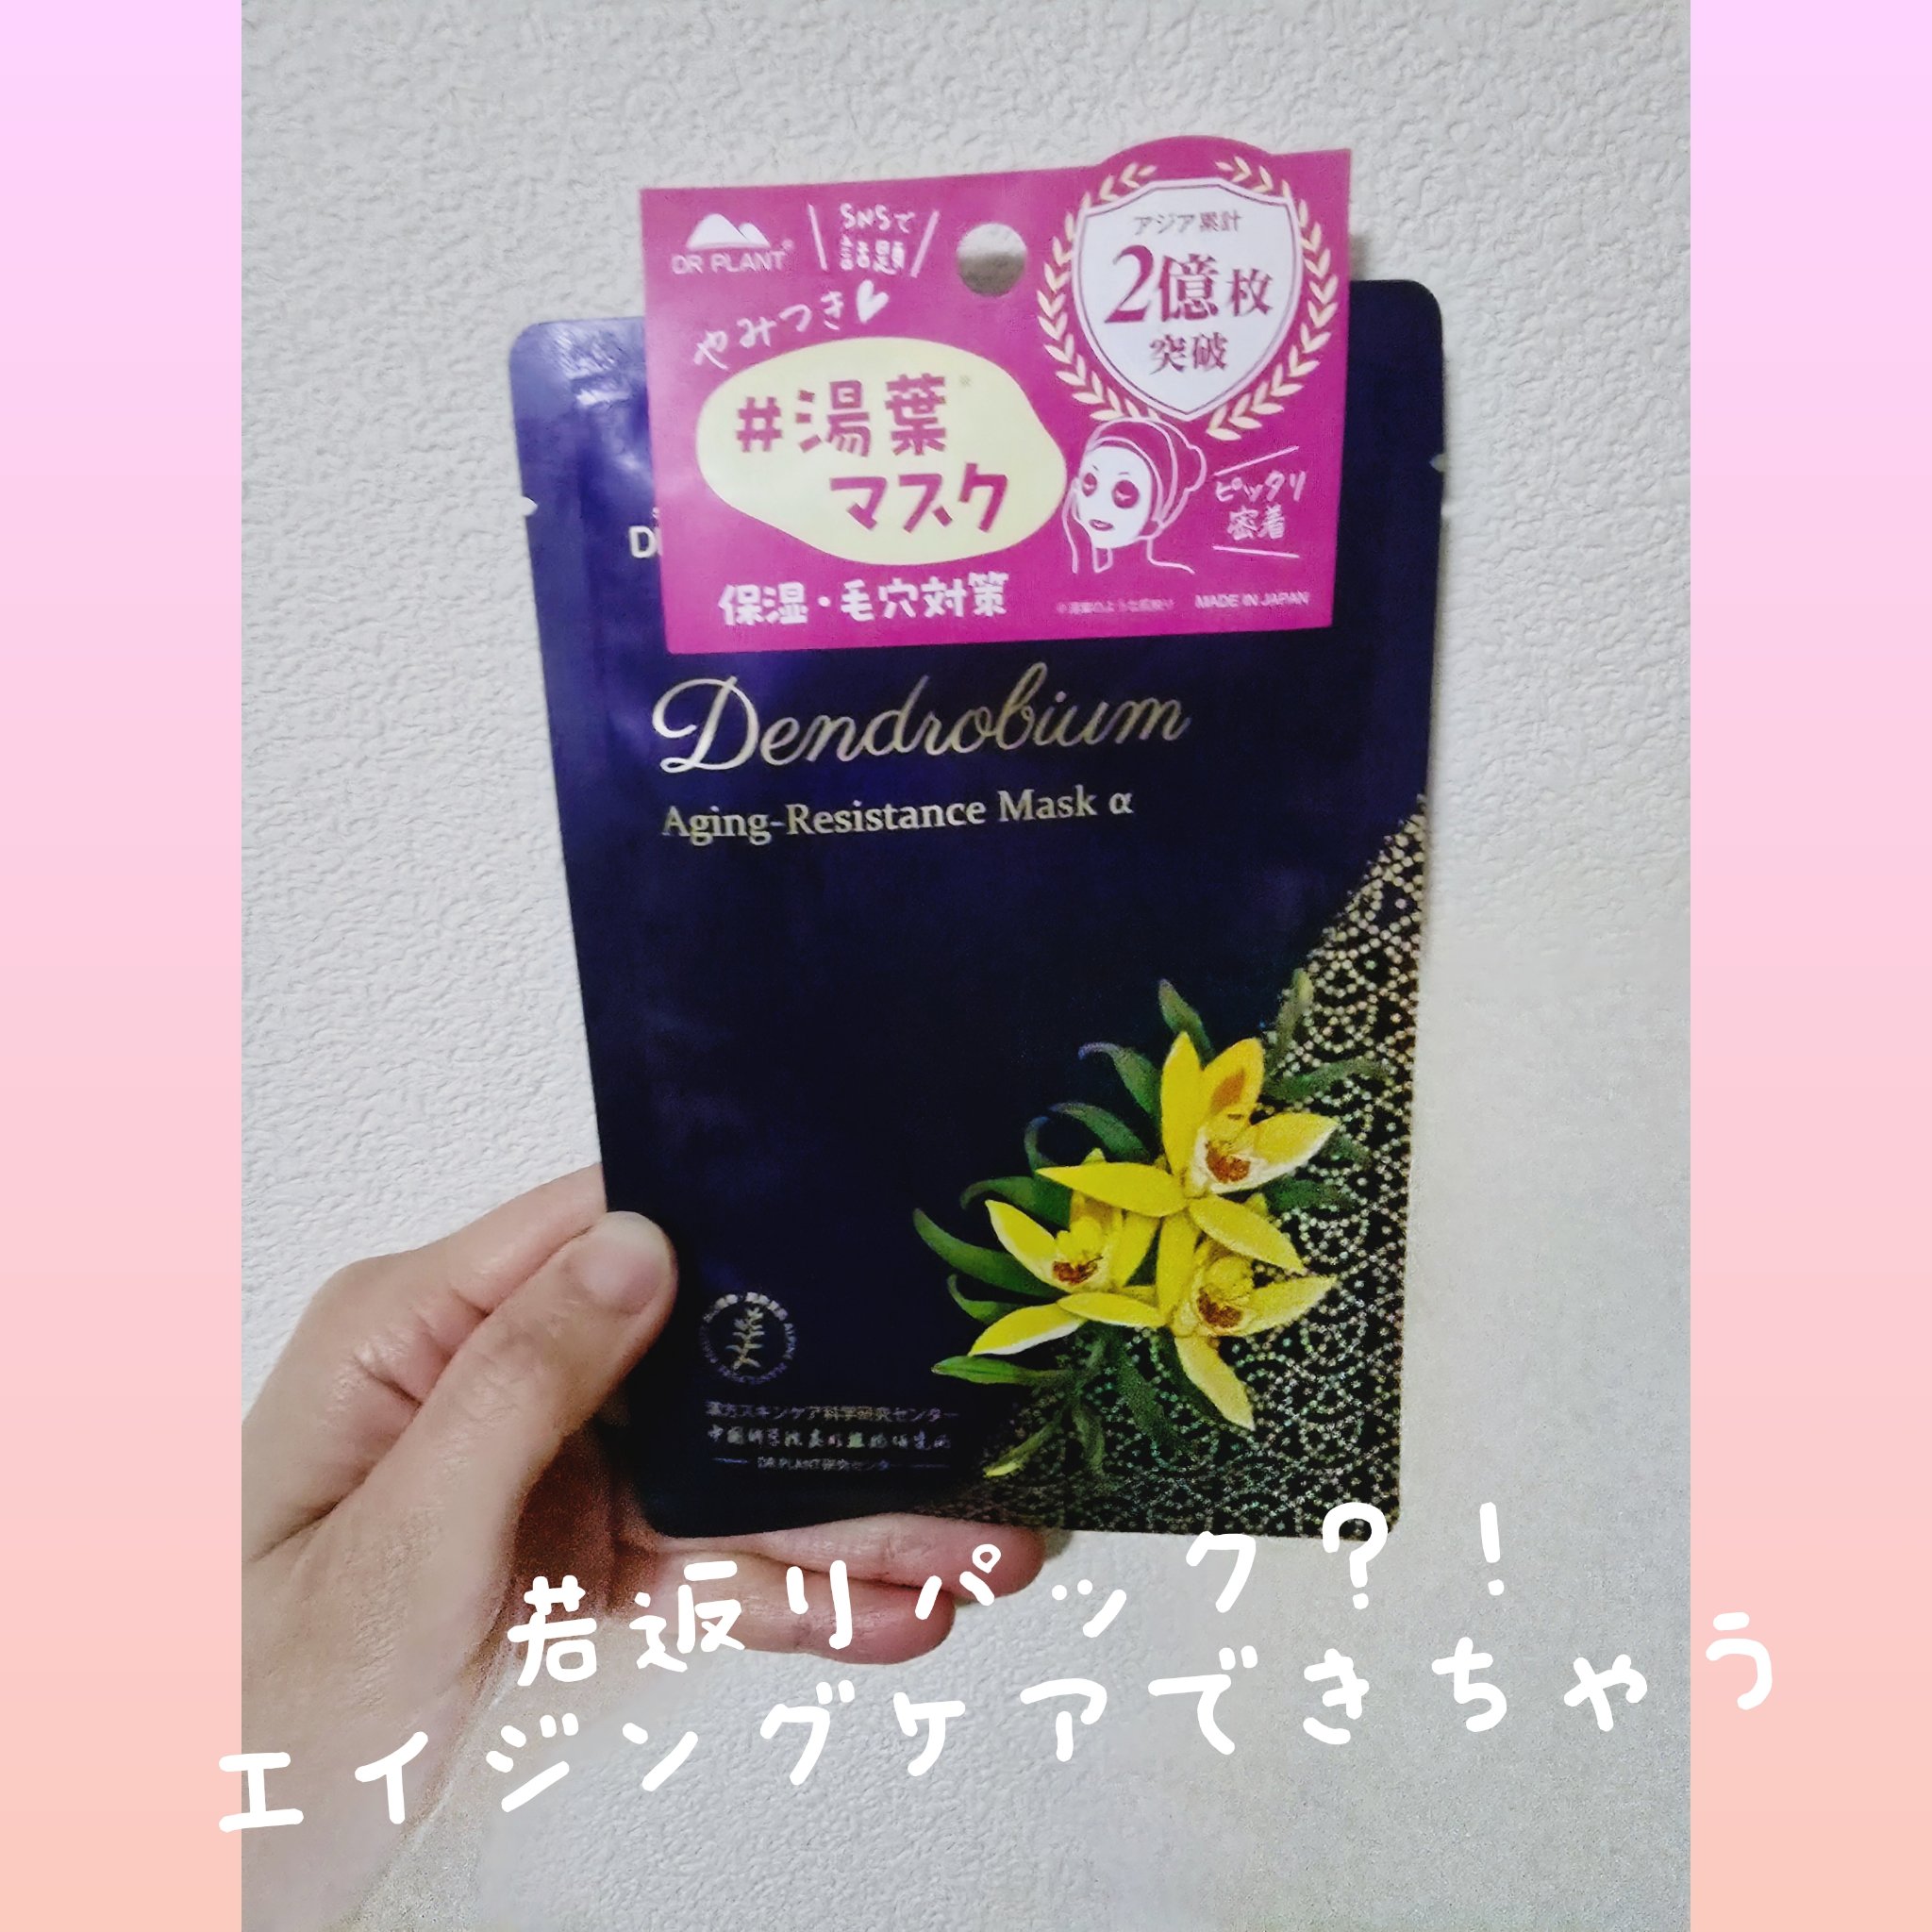 DR PLANT
SNSで
話題
やみつき♥
#湯葉※
マスク
保湿・毛穴対策
アジア累計
2億枚
突破
ピッタリ
密着
MADE IN JAPAN
Dendrobium
Aging-Resistance Mask α
漢方スキンケア科学研究センター
DR.PLANT研究センター
若返りパック？！
エイジングケアできちゃう